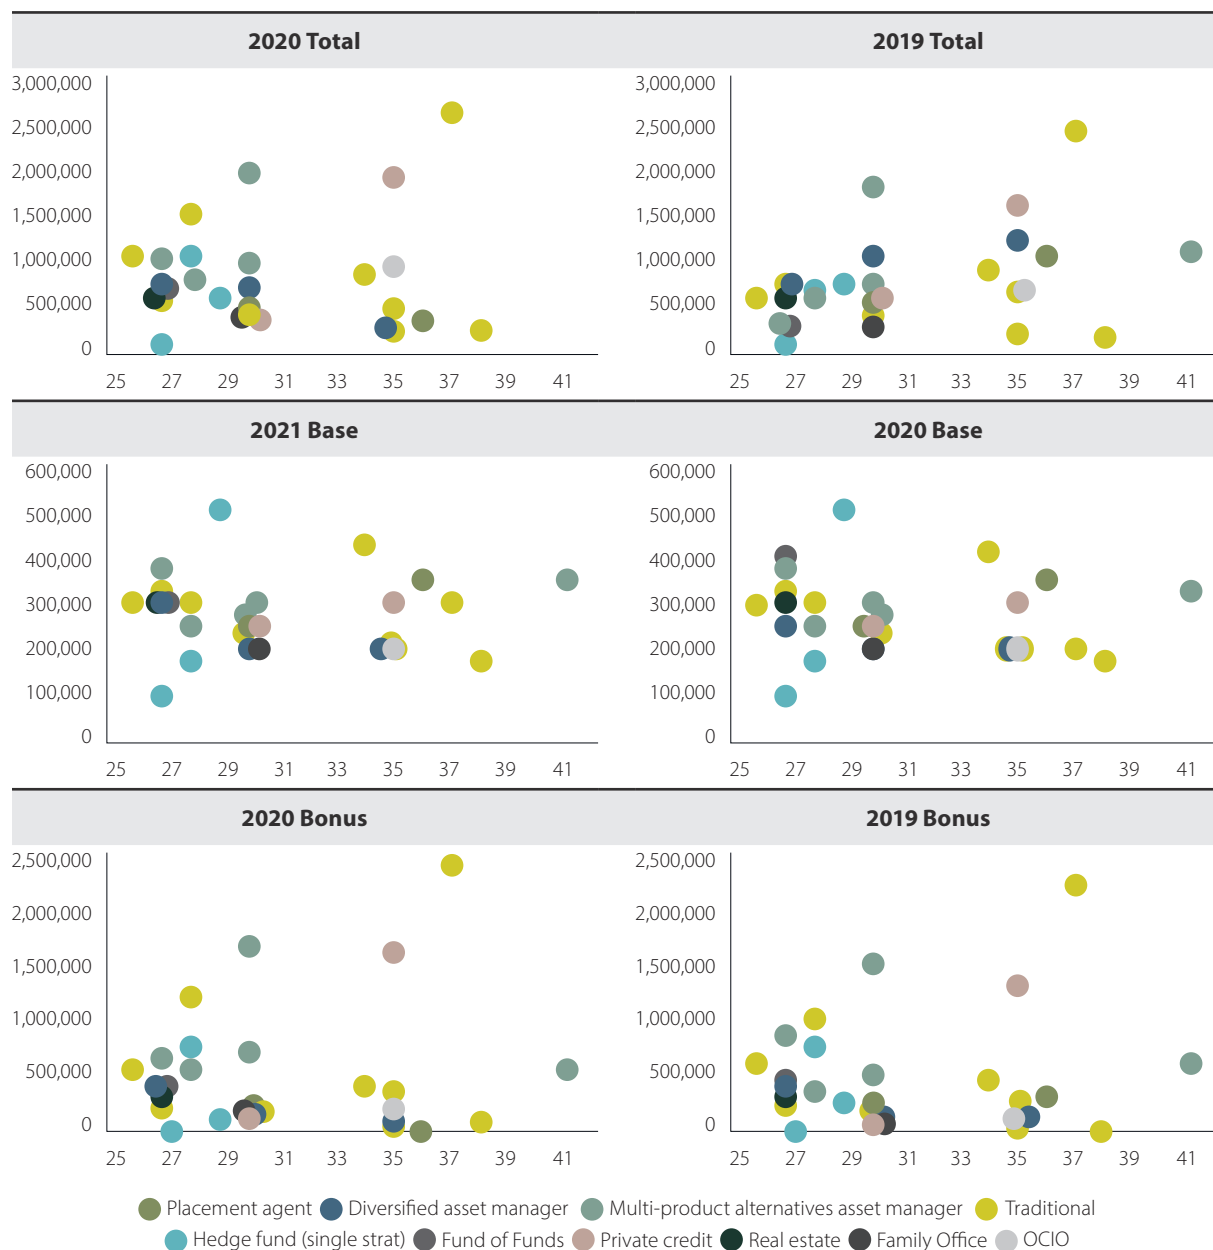 2020 Total
2019 Total
3,000,000
2,500,000
2,000,000
1,500,000
1,000,000
500,000
0
25 27 29 31 33 35 37 39 41
3,000,000
2,500,000
2,000,000
1,500,000
1,000,000
500,000
0
25 27 29 31 33 35 37 39 41
2021 Base
2020 Base
600,000
500,000
400,000
300,000
200,000
100,000
0
25 27 29 31 33 35 37 39 41
600,000
500,000
400,000
300,000
200,000
100,000
0
25 27 29 31 33 35 37 39 41
2020 Bonus
2019 Bonus
2,500,000
2,000,000
1,500,000
1,000,000
500,000
0
25 27 29 31 33 35 37 39 41
2,500,000
2,000,000
1,500,000
1,000,000
500,000
0
25 27 29 31 33 35 37 39 41
Placement agent Diversified asset manager Multi-product alternatives asset manager Traditional
Hedge fund (single strat) Fund of Funds Private credit Real estate Family Office OCIO